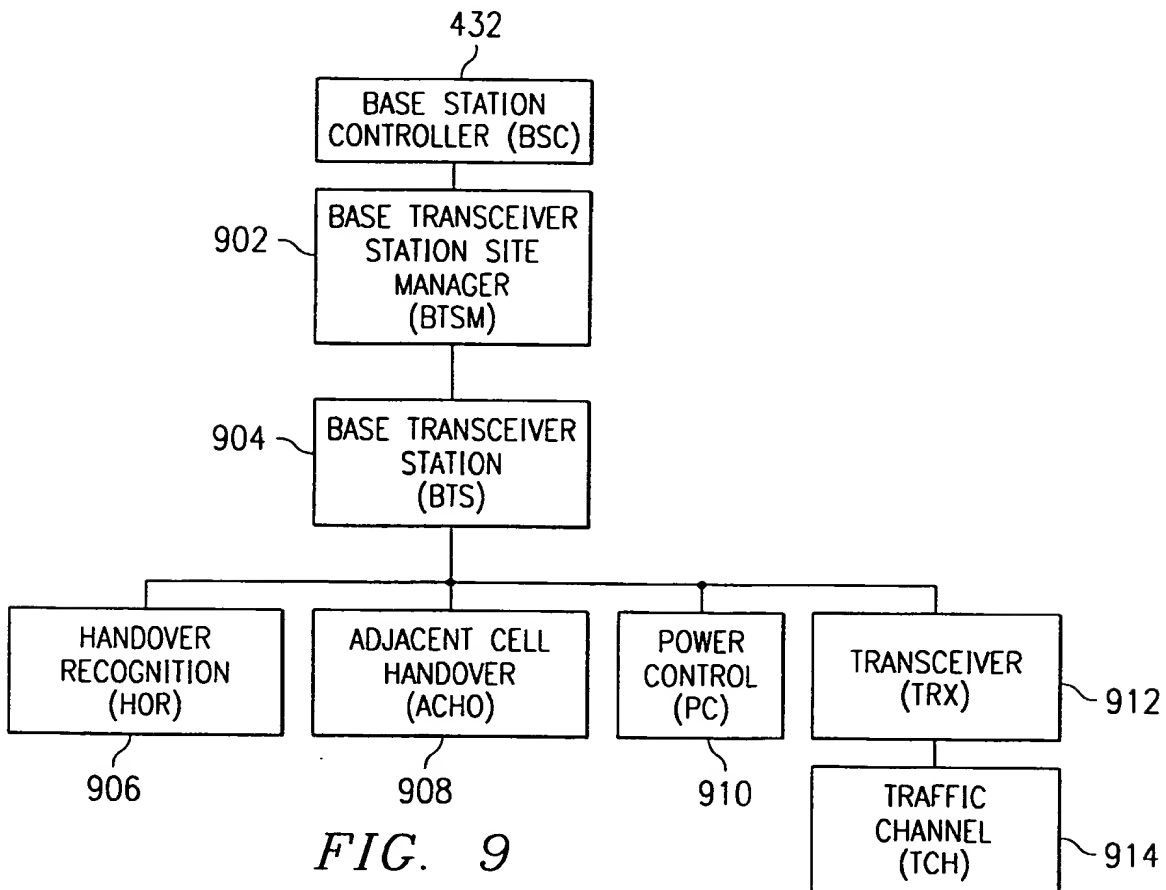 432
BASE STATION
CONTROLLER (BSC)
902
BASE TRANSCEIVER
STATION SITE
MANAGER
(BTSM)
904
BASE TRANSCEIVER
STATION
(BTS)
HANDOVER
RECOGNITION
(HOR)
906
ADJACENT CELL
HANDOVER
(ACHO)
908
POWER
CONTROL
(PC)
910
TRANSCEIVER
(TRX)
912
TRAFFIC
CHANNEL
(TCH)
914
FIG. 9